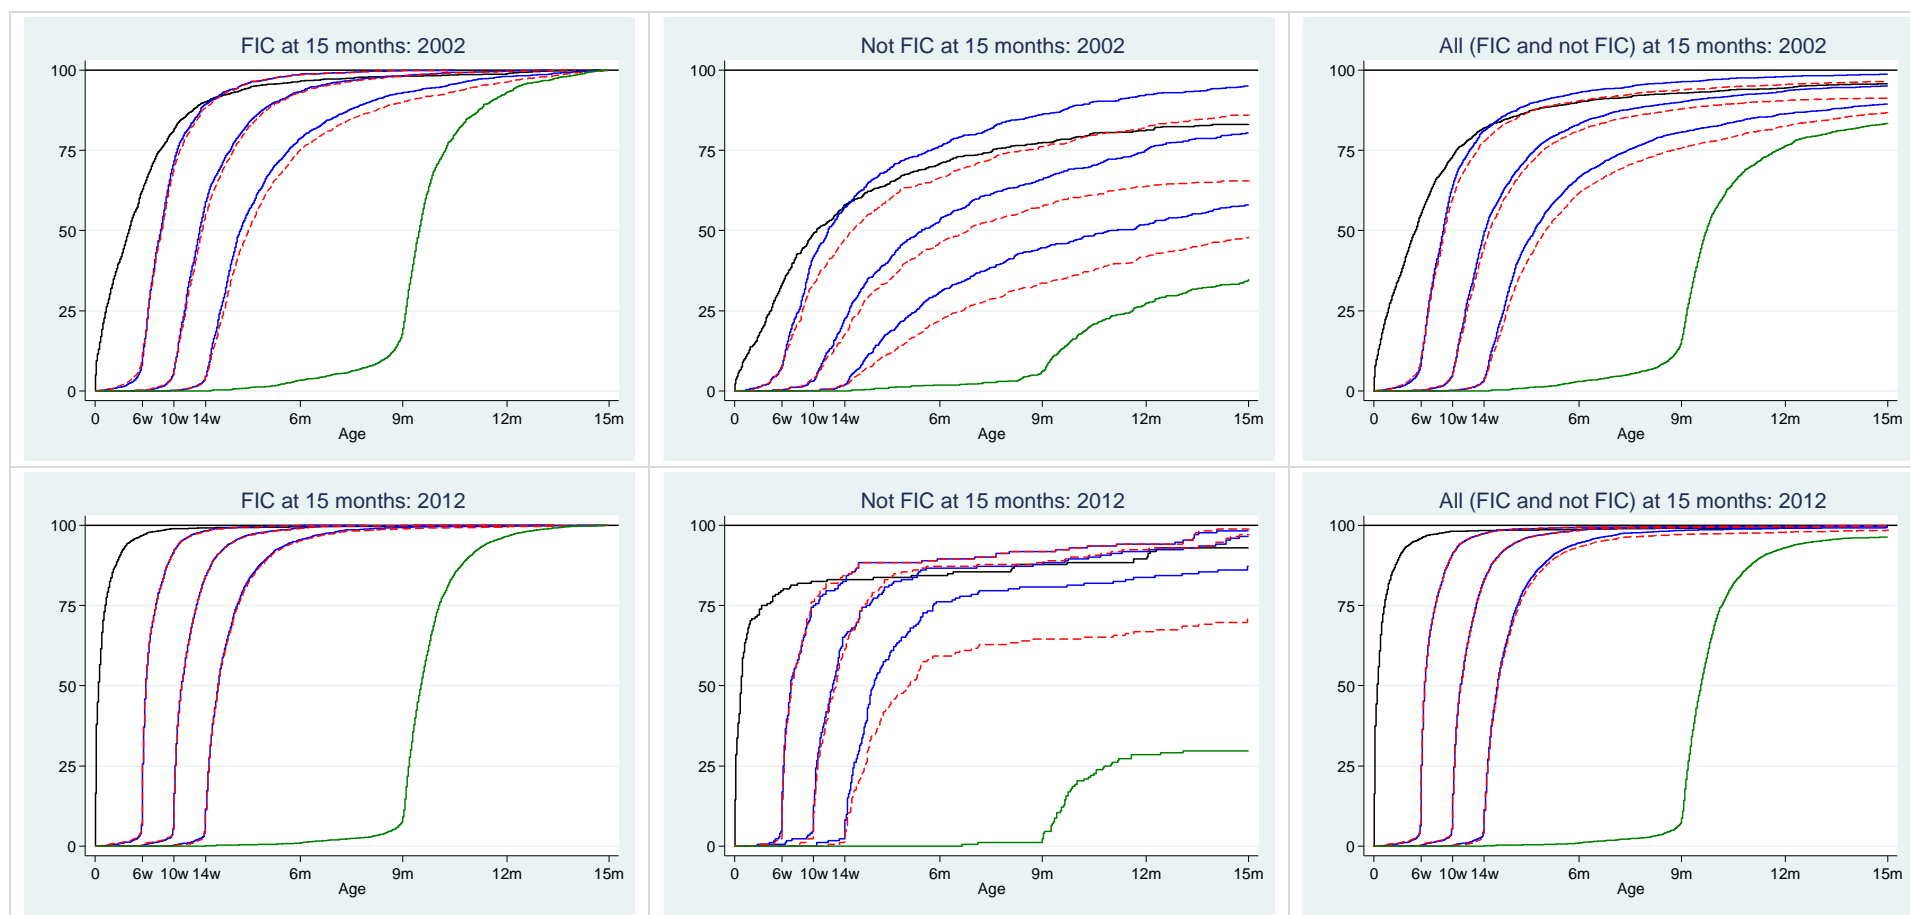 FIC at 15 months: 2002
100
75
50
25
0
0 6w 10w 14w 6m 9m 12m 15m
Age
Not FIC at 15 months: 2002
100
75
50
25
0
0 6w 10w 14w 6m 9m 12m 15m
Age
All (FIC and not FIC) at 15 months: 2002
100
75
50
25
0
0 6w 10w 14w 6m 9m 12m 15m
Age
FIC at 15 months: 2012
100
75
50
25
0
0 6w 10w 14w 6m 9m 12m 15m
Age
Not FIC at 15 months: 2012
100
75
50
25
0
0 6w 10w 14w 6m 9m 12m 15m
Age
All (FIC and not FIC) at 15 months: 2012
100
75
50
25
0
0 6w 10w 14w 6m 9m 12m 15m
Age